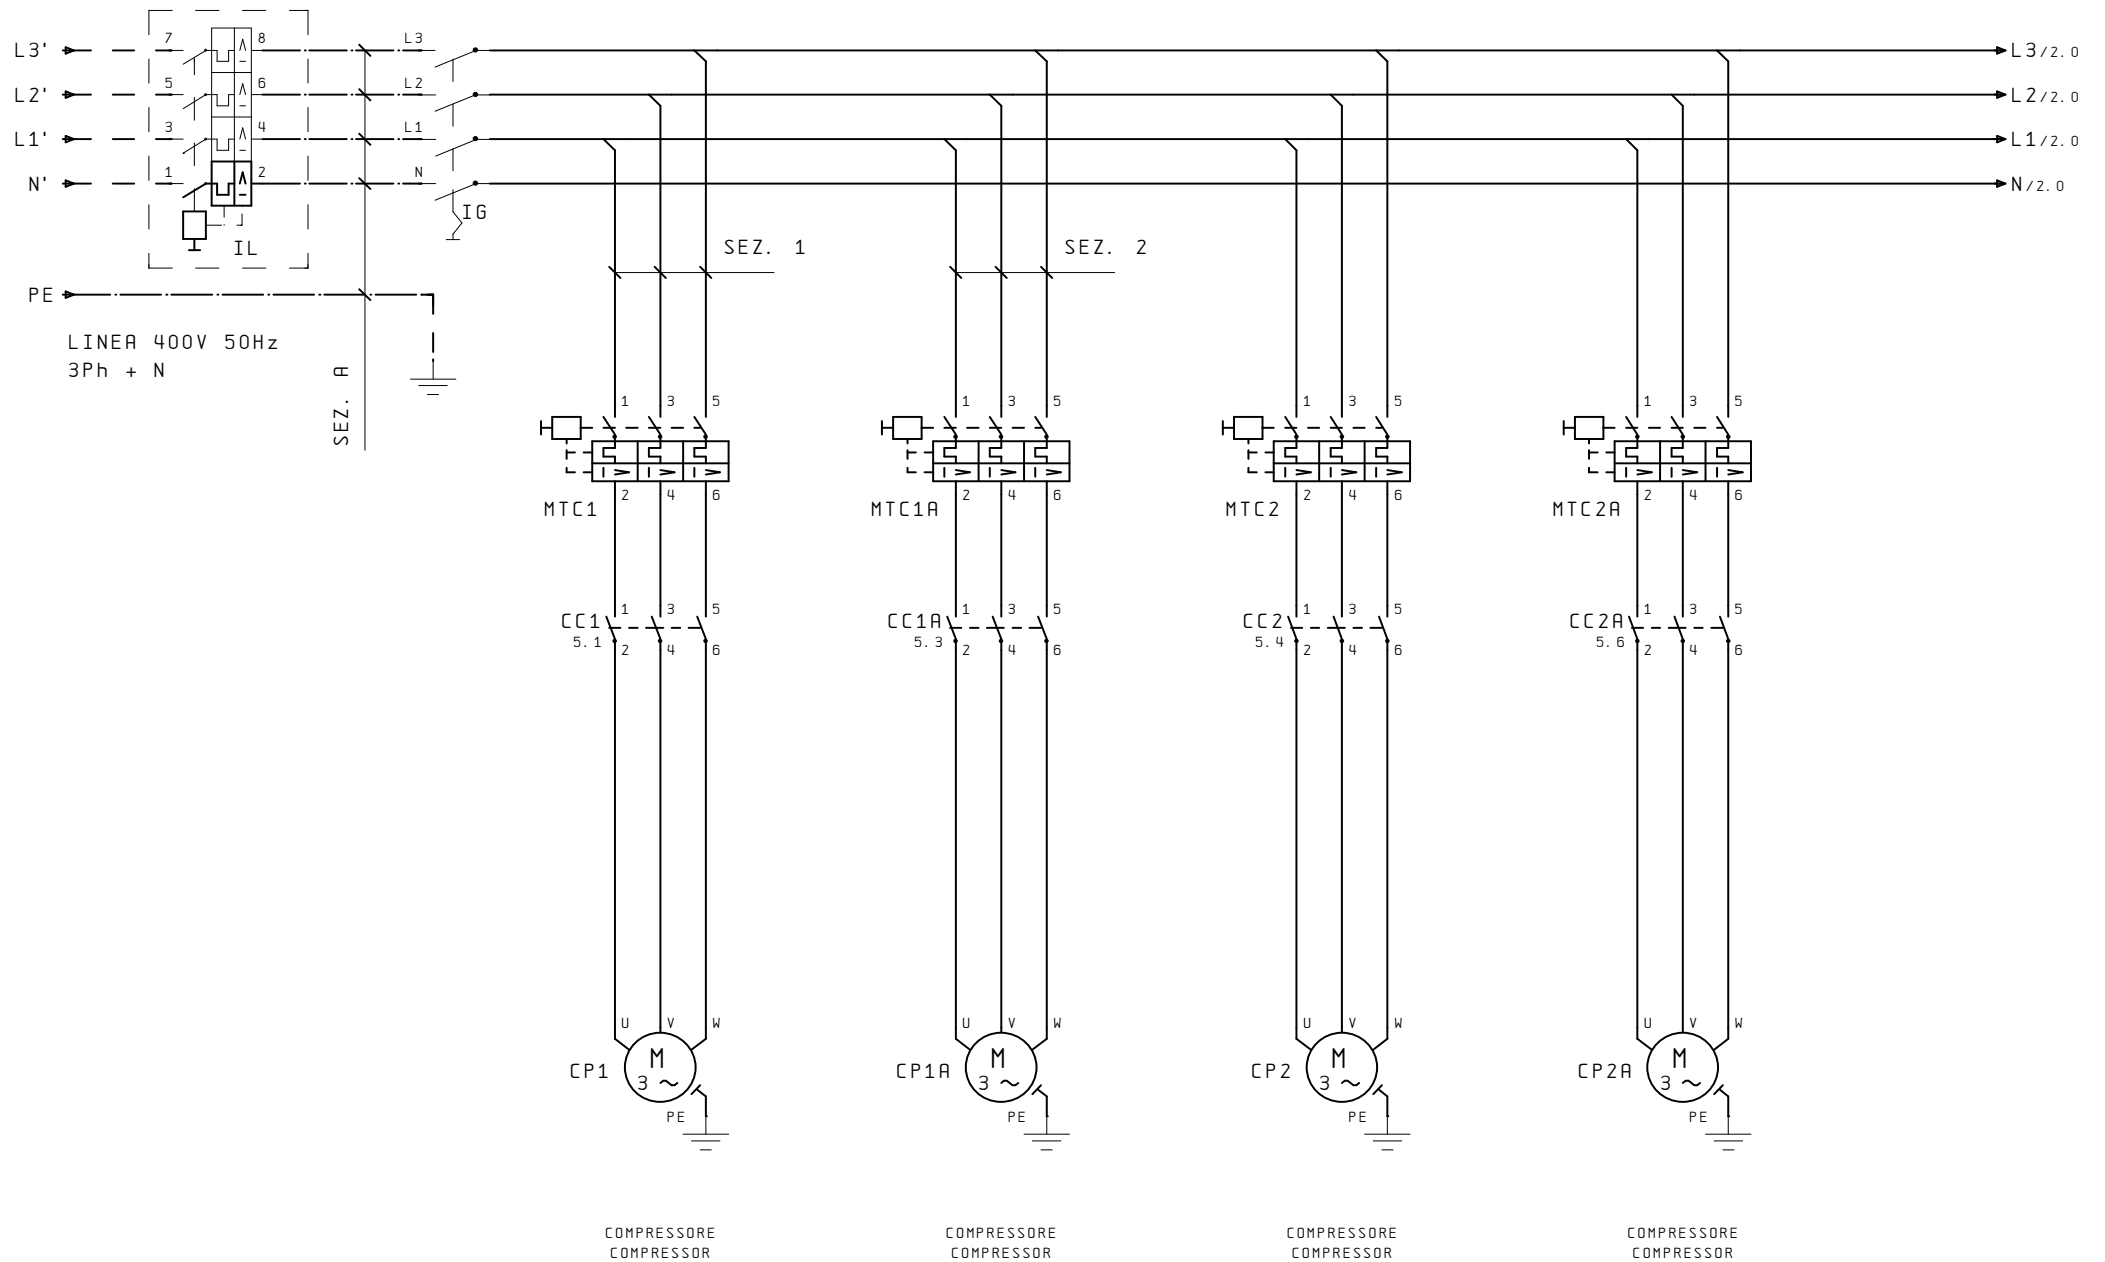 L3' 7 8 L3 L3/2.0
L2' 5 6 L2 L2/2.0
L1' 3 4 L1 L1/2.0
N' 1 2 N N/2.0
IG
IL
SEZ. 1 SEZ. 2
PE
LINEA 400V 50Hz
3Ph + N
SEZ. A
1 3 5 1 3 5 1 3 5 1 3 5
2 4 6 2 4 6 2 4 6 2 4 6
MTC1 MTC1A MTC2 MTC2A
1 3 5 1 3 5 1 3 5 1 3 5
CC1 CC1A CC2 CC2A
5.1 5.3 5.4 5.6
2 4 6 2 4 6 2 4 6 2 4 6
U V W U V W U V W U V W
M M M M
CP1 CP1A CP2 CP2A
3 ~ 3 ~ 3 ~ 3 ~
PE PE PE PE
COMPRESSORE COMPRESSORE COMPRESSORE COMPRESSORE
COMPRESSOR COMPRESSOR COMPRESSOR COMPRESSOR